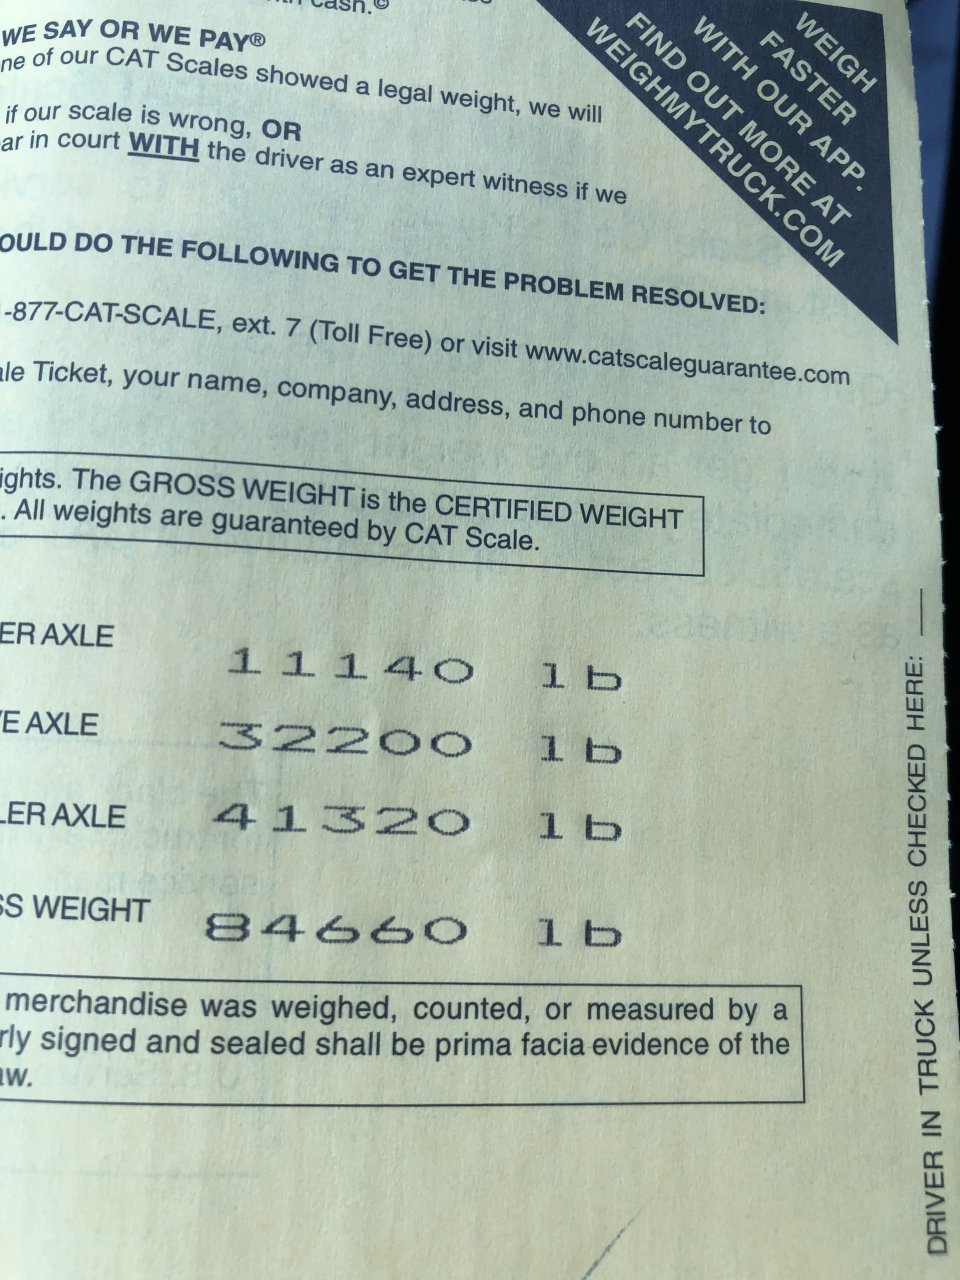 cash.©
WE SAY OR WE PAY®
ne of our CAT Scales showed a legal weight, we will
if our scale is wrong, OR
ar in court WITH the driver as an expert witness if we
WEIGH
FASTER
WITH OUR APP.
FIND OUT MORE AT
WEIGHMYTRUCK.COM
OULD DO THE FOLLOWING TO GET THE PROBLEM RESOLVED:
-877-CAT-SCALE, ext. 7 (Toll Free) or visit www.catscaleguarantee.com
ale Ticket, your name, company, address, and phone number to
ights. The GROSS WEIGHT is the CERTIFIED WEIGHT
. All weights are guaranteed by CAT Scale.
ER AXLE 11140 lb
E AXLE 32200 lb
LER AXLE 41320 lb
SS WEIGHT 84660 lb
merchandise was weighed, counted, or measured by a
rly signed and sealed shall be prima facia evidence of the
aw.
DRIVER IN TRUCK UNLESS CHECKED HERE: